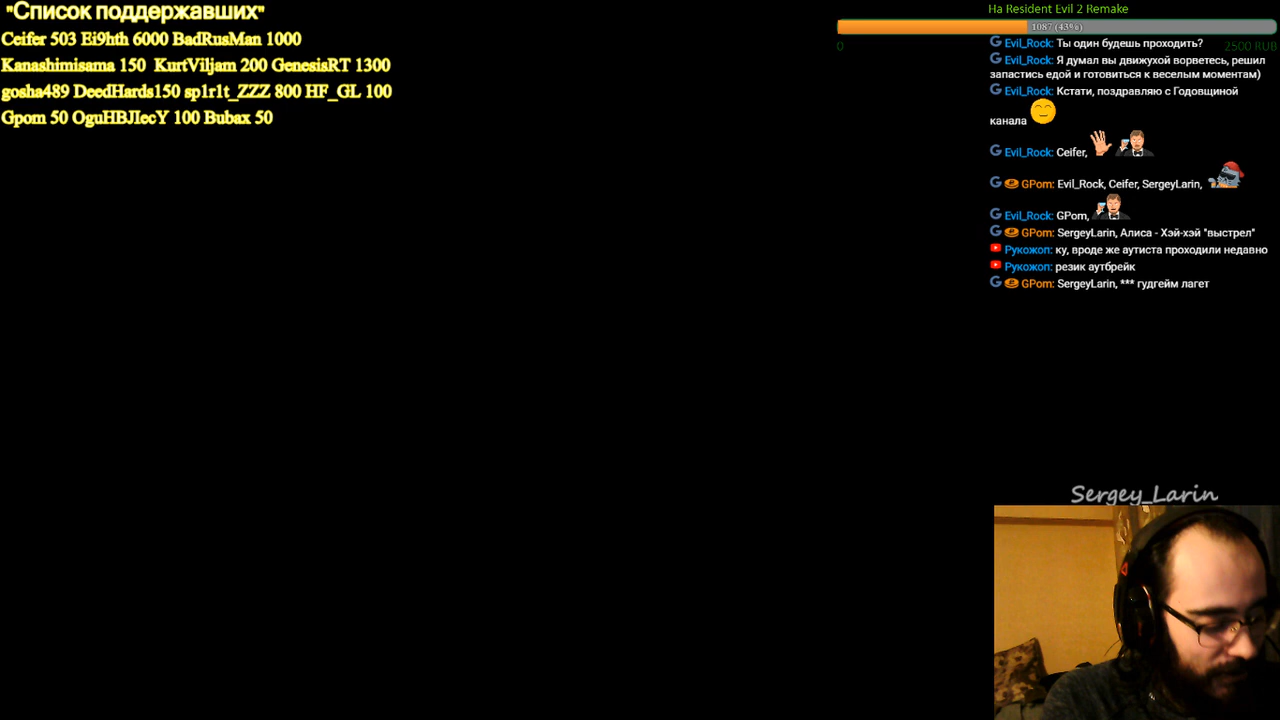 "Список поддержавших"
Ceifer 503 Ei9hth 6000 BadRusMan 1000
Kanashimisama 150 KurtViljam 200 GenesisRT 1300
gosha489 DeedHards150 sp1r1t_ZZZ 800 HF_GL 100
Gpom 50 OguHBJIecY 100 Bubax 50
На Resident Evil 2 Remake
1087 (43%)
0
2500 RUB
Evil_Rock: Ты один будешь проходить?
Evil_Rock: Я думал вы движухой ворветесь, решил
запастись едой и готовиться к веселым моментам)
Evil_Rock: Кстати, поздравляю с Годовщиной
канала
Evil_Rock: Ceifer,
GPom: Evil_Rock, Ceifer, SergeyLarin,
Evil_Rock: GPom,
GPom: SergeyLarin, Алиса - Хэй-хэй "выстрел"
Рукожоп: ку, вроде же аутиста проходили недавно
Рукожоп: резик аутбрейк
GPom: SergeyLarin, *** гудгейм лагет
Sergey_Larin